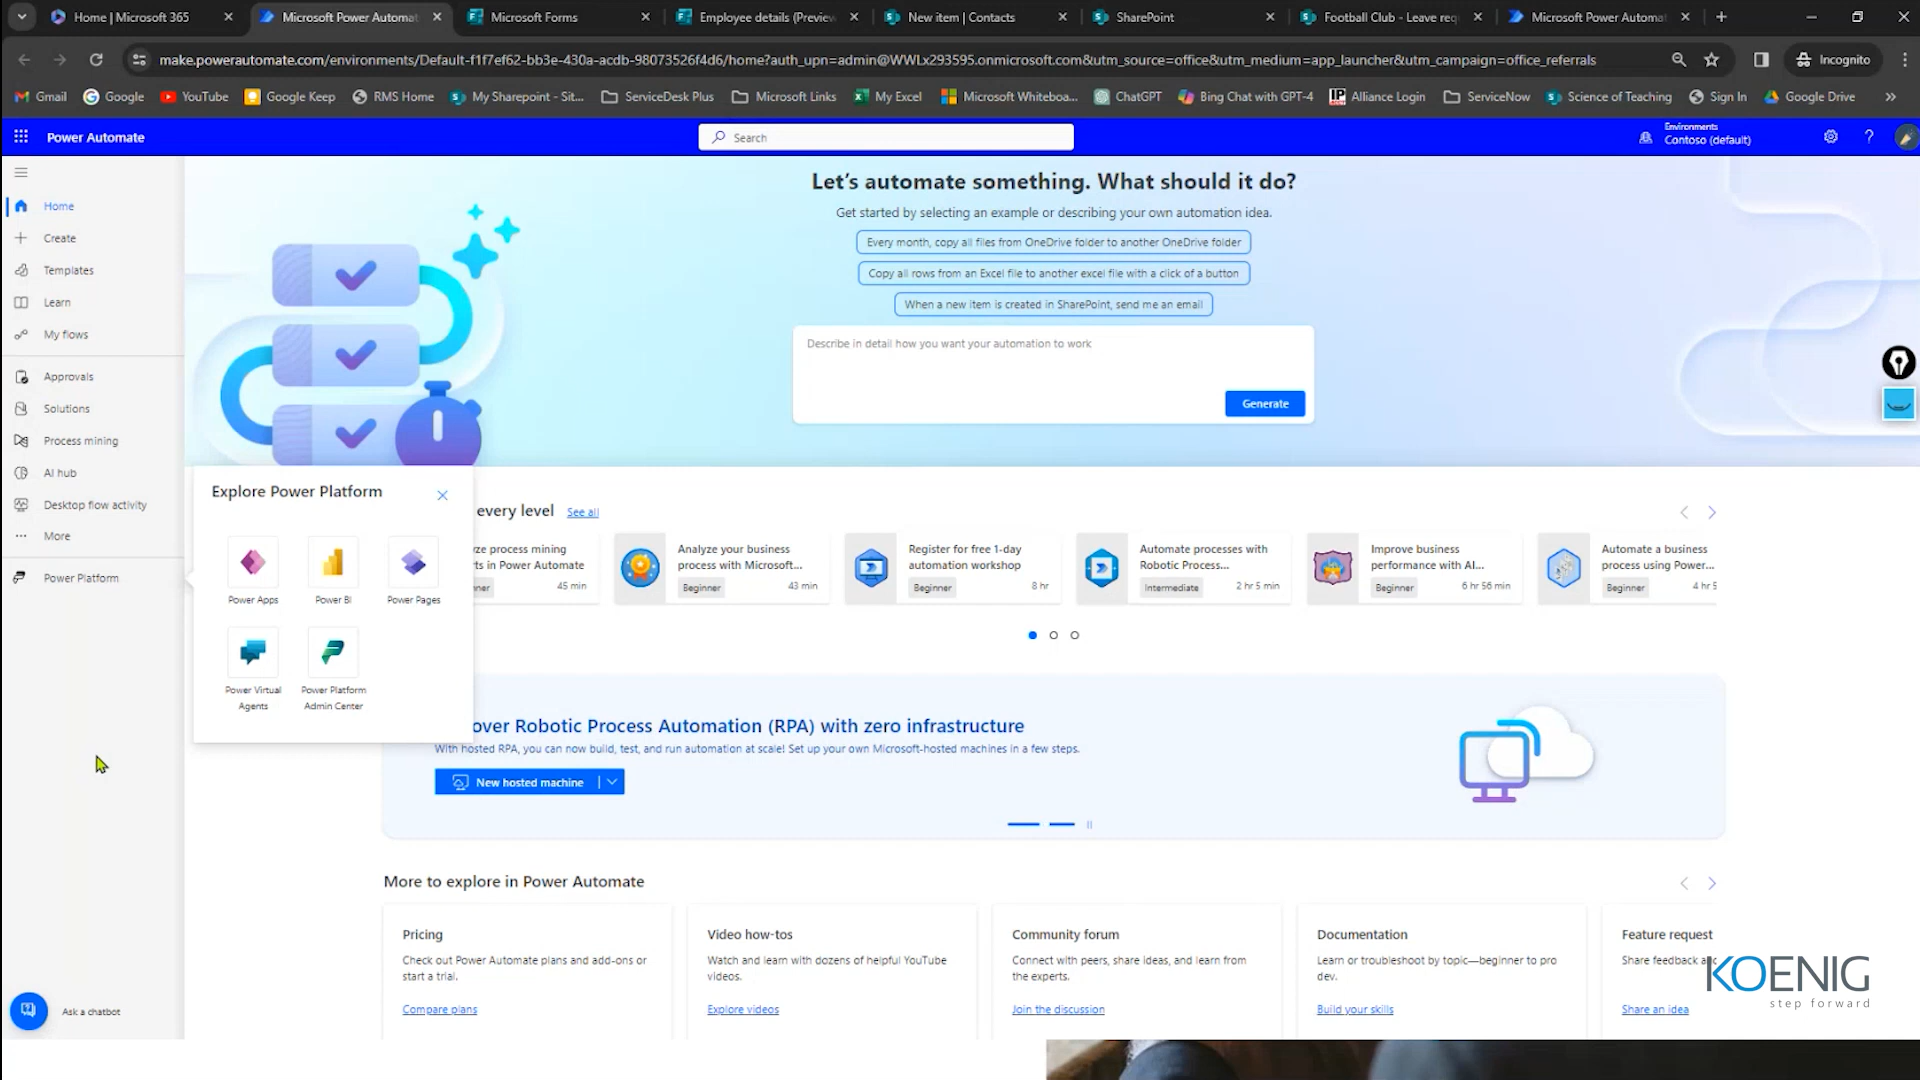 Home | Microsoft 365
Microsoft Power Automat
Microsoft Forms
Employee details (Preview
New item | Contacts
SharePoint
Football Club - Leave req
Microsoft Power Automat
make.powerautomate.com/environments/Default-f1f7ef62-bb3e-430a-acdb-98073526f4d6/home?auth_upn=admin@WWLx293595.onmicrosoft.com&utm_source=office&utm_medium=app_launcher&utm_campaign=office_referrals
Incognito
Gmail
Google
YouTube
Google Keep
RMS Home
My Sharepoint - Sit...
ServiceDesk Plus
Microsoft Links
My Excel
Microsoft Whiteboa...
ChatGPT
Bing Chat with GPT-4
Alliance Login
ServiceNow
Science of Teaching
Sign In
Google Drive
Power Automate
Search
Environments
Contoso (default)
Home
Create
Templates
Learn
My flows
Approvals
Solutions
Process mining
AI hub
Desktop flow activity
More
Power Platform
Ask a chatbot
Let's automate something. What should it do?
Get started by selecting an example or describing your own automation idea.
Every month, copy all files from OneDrive folder to another OneDrive folder
Copy all rows from an Excel file to another excel file with a click of a button
When a new item is created in SharePoint, send me an email
Describe in detail how you want your automation to work
Generate
Explore Power Platform
Power Apps
Power BI
Power Pages
Power Virtual
Agents
Power Platform
Admin Center
every level
See all
ze process mining
rts in Power Automate
ner
45 min
Analyze your business
process with Microsoft...
Beginner
43 min
Register for free 1-day
automation workshop
Beginner
8 hr
Automate processes with
Robotic Process...
Intermediate
2 hr 5 min
Improve business
performance with AI...
Beginner
6 hr 56 min
Automate a business
process using Power...
Beginner
4 hr 5
over Robotic Process Automation (RPA) with zero infrastructure
With hosted RPA, you can now build, test, and run automation at scale! Set up your own Microsoft-hosted machines in a few steps.
New hosted machine
More to explore in Power Automate
Pricing
Check out Power Automate plans and add-ons or
start a trial.
Compare plans
Video how-tos
Watch and learn with dozens of helpful YouTube
videos.
Explore videos
Community forum
Connect with peers, share ideas, and learn from
the experts.
Join the discussion
Documentation
Learn or troubleshoot by topic—beginner to pro
dev.
Build your skills
Feature request
Share feedback
Share an idea
KOENIG
step forward